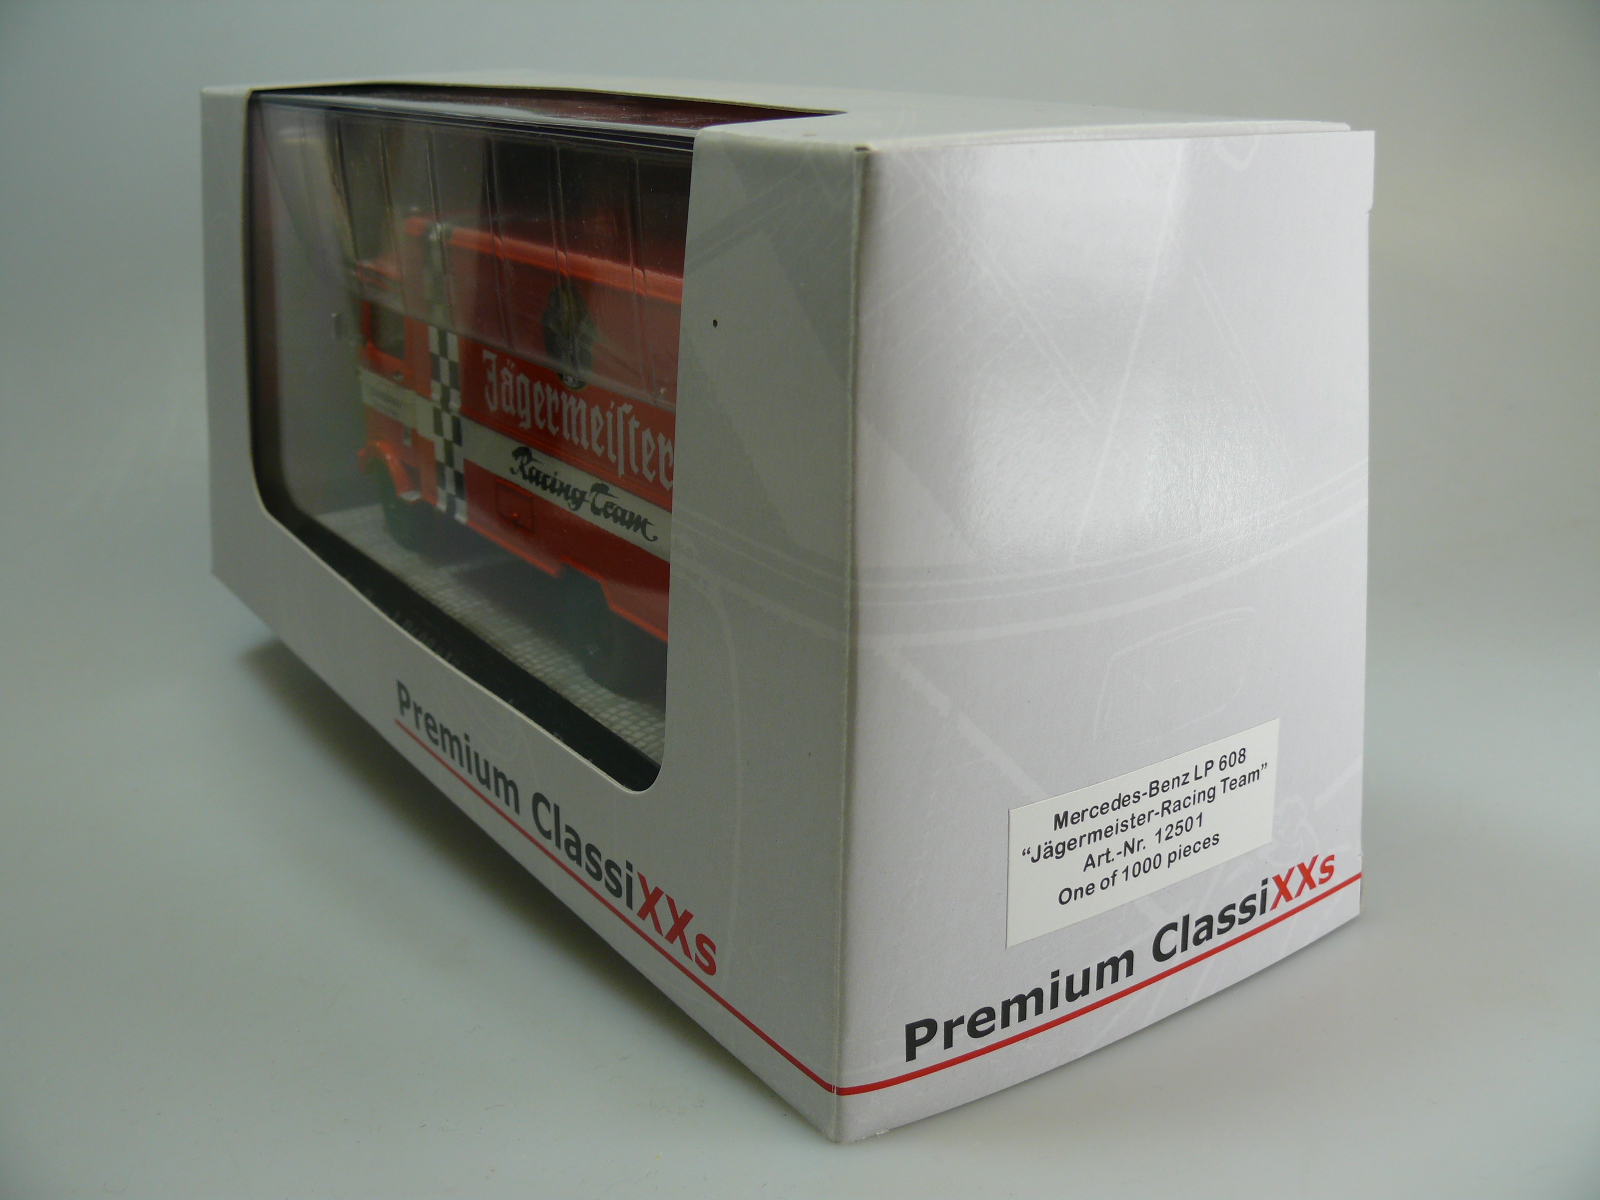 Jägermeiſter
Racing-Team
Premium ClassiXXs
Mercedes-Benz LP 608
“Jägermeister-Racing Team”
Art.-Nr. 12501
One of 1000 pieces
Premium ClassiXXs